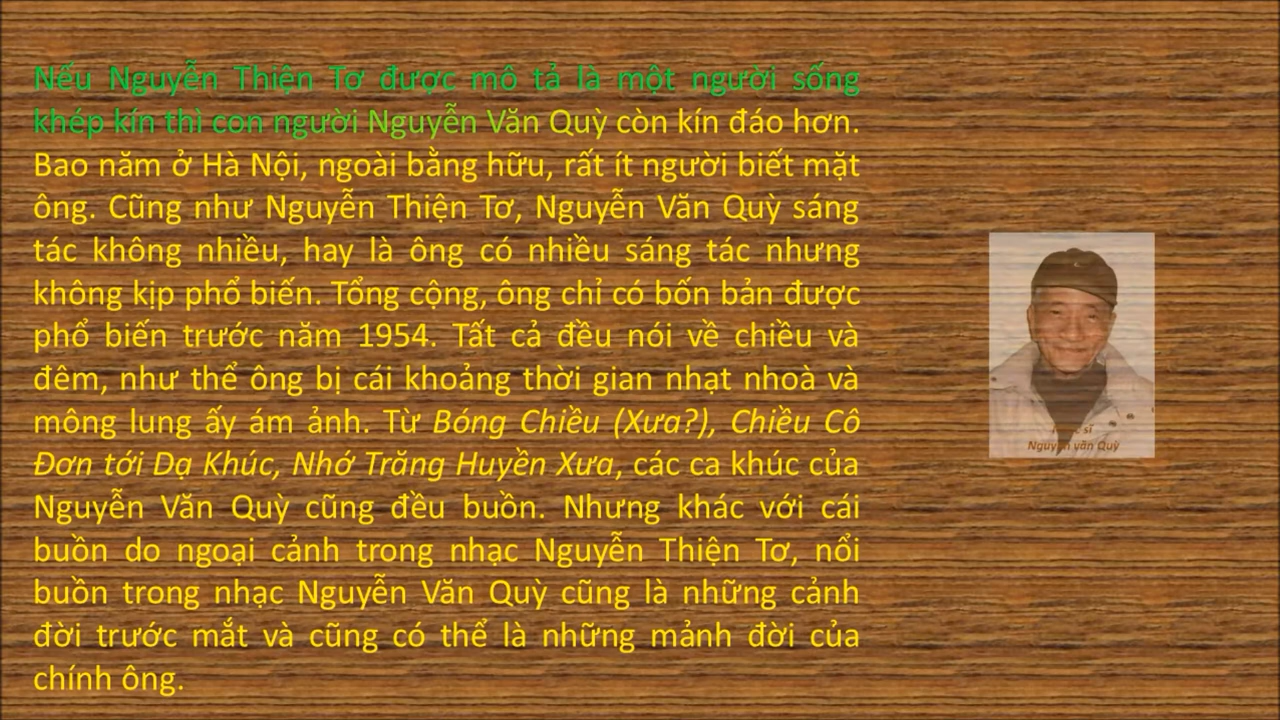 Nếu Nguyễn Thiện Tơ được mô tả là một người sống
khép kín thì con người Nguyễn Văn Quỳ còn kín đáo hơn.
Bao năm ở Hà Nội, ngoài bằng hữu, rất ít người biết mặt
ông. Cũng như Nguyễn Thiện Tơ, Nguyễn Văn Quỳ sáng
tác không nhiều, hay là ông có nhiều sáng tác nhưng
không kịp phổ biến. Tổng cộng, ông chỉ có bốn bản được
phổ biến trước năm 1954. Tất cả đều nói về chiều và
đêm, như thể ông bị cái khoảng thời gian nhạt nhoà và
mông lung ấy ám ảnh. Từ Bóng Chiều (Xưa?), Chiều Cô
Đơn tới Dạ Khúc, Nhớ Trăng Huyền Xưa, các ca khúc của
Nguyễn Văn Quỳ cũng đều buồn. Nhưng khác với cái
buồn do ngoại cảnh trong nhạc Nguyễn Thiện Tơ, nổi
buồn trong nhạc Nguyễn Văn Quỳ cũng là những cảnh
đời trước mắt và cũng có thể là những mảnh đời của
chính ông.
sĩ
Nguyễn văn Quỳ